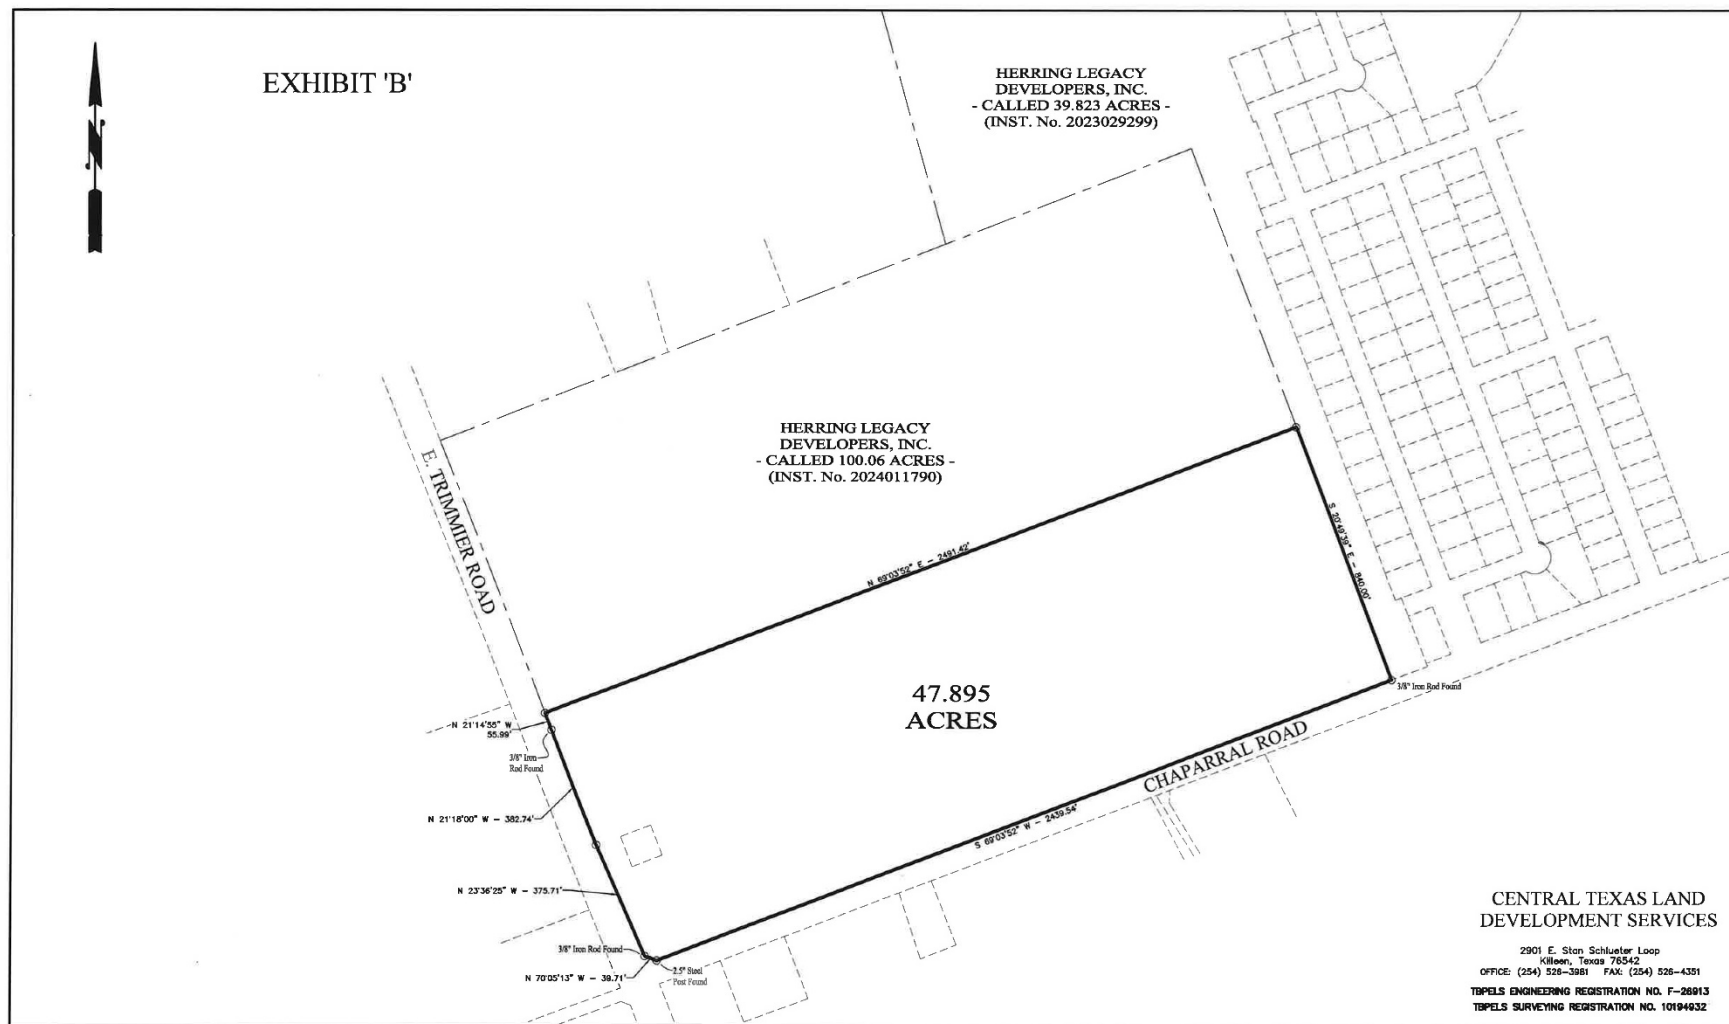 EXHIBIT 'B'
N
HERRING LEGACY
DEVELOPERS, INC.
- CALLED 39.823 ACRES -
(INST. No. 2023029299)
HERRING LEGACY
DEVELOPERS, INC.
- CALLED 100.06 ACRES -
(INST. No. 2024011790)
E. TRIMMIER ROAD
N 69°03'52" E - 2491.42'
S 20°49'39" E - 840.00'
47.895
ACRES
3/8" Iron Rod Found
N 21°14'55" W
55.99'
3/8" Iron
Rod Found
CHAPARRAL ROAD
N 21°18'00" W - 382.74'
S 69°03'52" W - 2439.54'
N 23°36'25" W - 375.71'
3/8" Iron Rod Found
2.5" Steel
Post Found
N 70°05'13" W - 39.71'
CENTRAL TEXAS LAND
DEVELOPMENT SERVICES
2901 E. Stan Schlueter Loop
Killeen, Texas 76542
OFFICE: (254) 526-3981 FAX: (254) 526-4351
TBPELS ENGINEERING REGISTRATION NO. F-26913
TBPELS SURVEYING REGISTRATION NO. 10194932